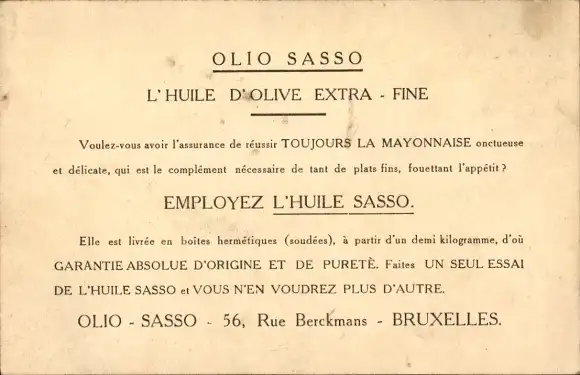 OLIO SASSO
L'HUILE D'OLIVE EXTRA - FINE
Voulez-vous avoir l'assurance de réussir TOUJOURS LA MAYONNAISE onctueuse
et délicate, qui est le complément nécessaire de tant de plats fins, fouettant l'appétit ?
EMPLOYEZ L'HUILE SASSO.
Elle est livrée en boîtes hermétiques (soudées), à partir d'un demi kilogramme, d'où
GARANTIE ABSOLUE D'ORIGINE ET DE PURETÈ. Faites UN SEUL ESSAI
DE L'HUILE SASSO et VOUS N'EN VOUDREZ PLUS D'AUTRE.
OLIO - SASSO - 56, Rue Berckmans - BRUXELLES.